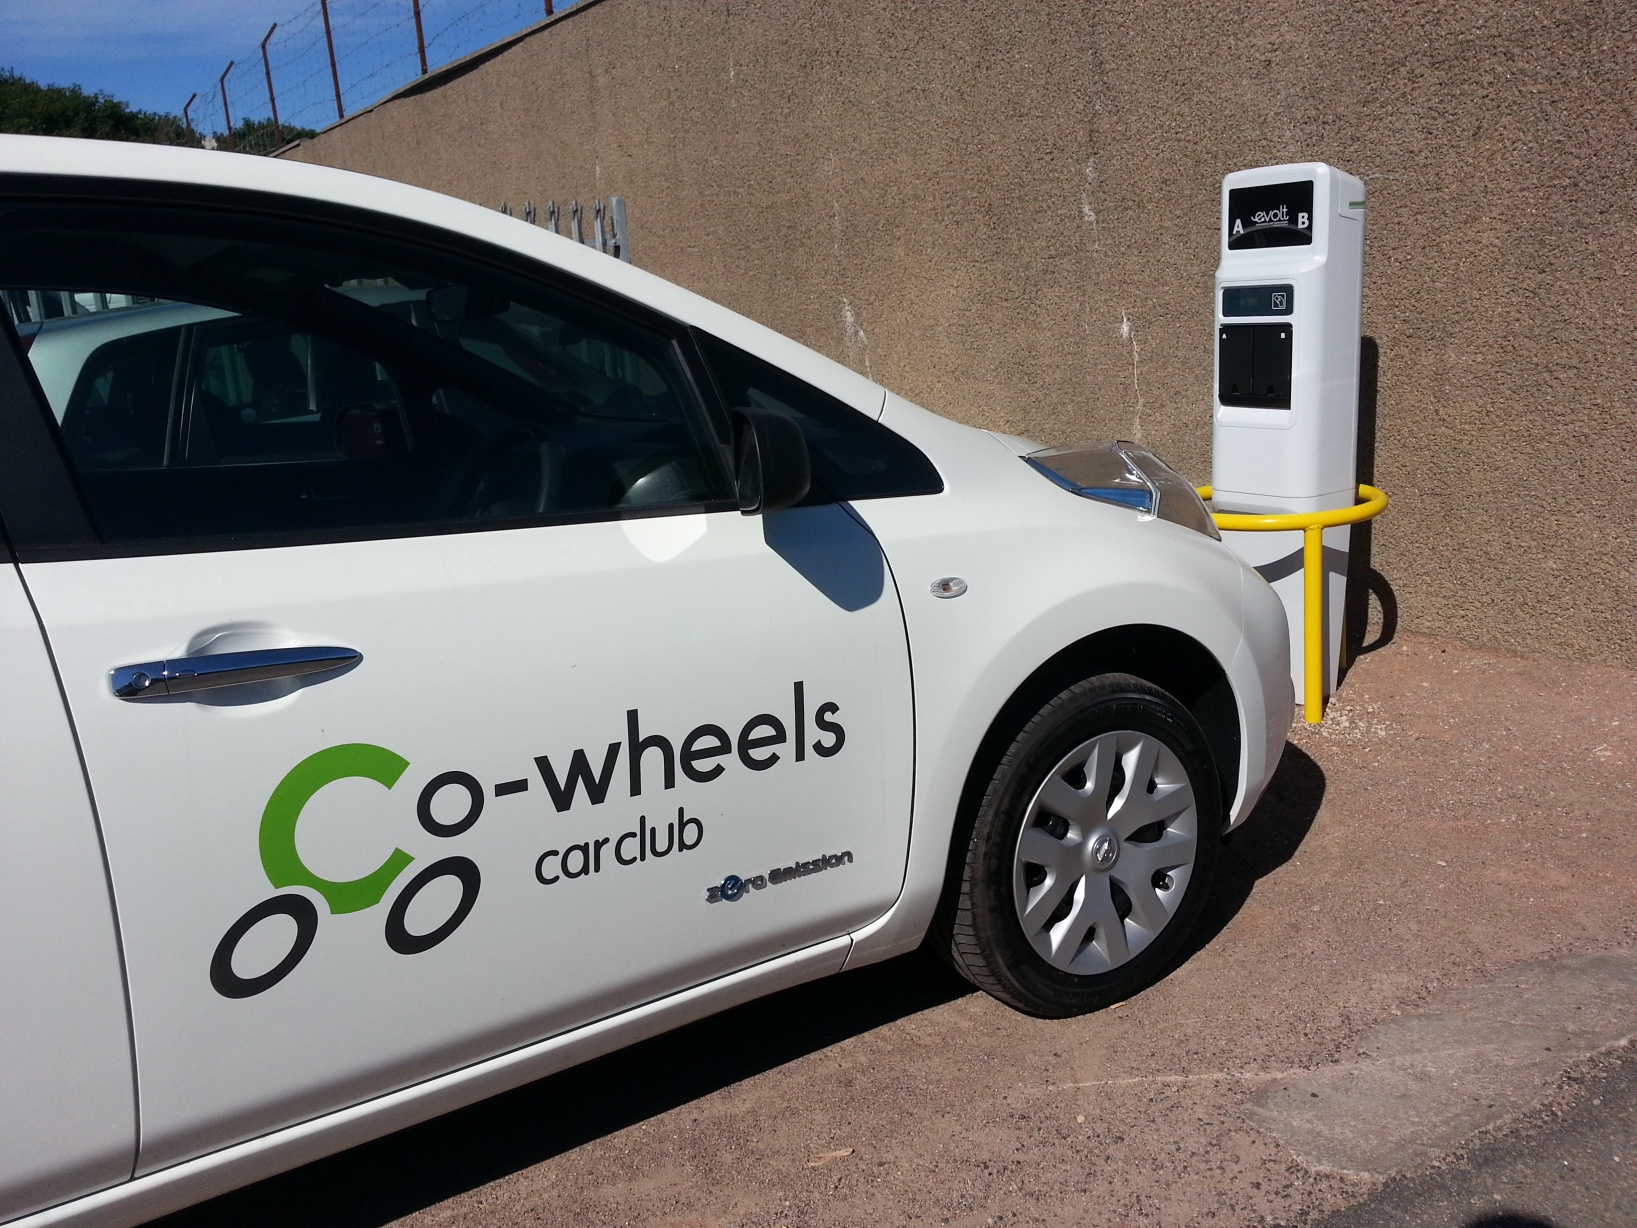 evolt
A B
A B
Co-wheels
car club
zero Emission